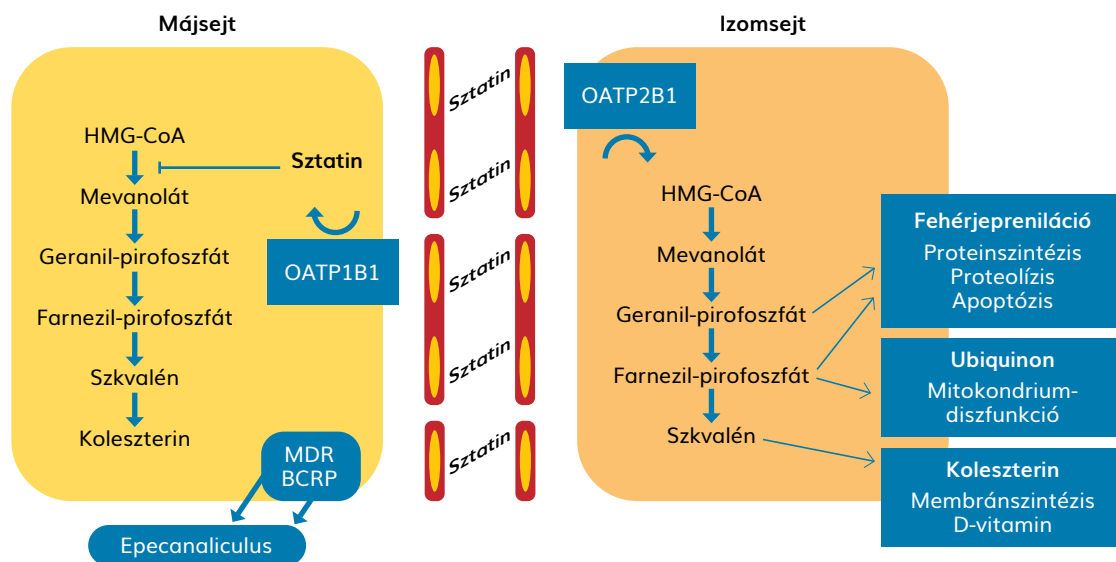 Májsejt
HMG-CoA
Sztatin
Mevanolát
Geranil-pirofoszfát
OATP1B1
Farnezil-pirofoszfát
Szkvalén
Koleszterin
MDR
BCRP
Epecanaliculus
Sztatin
Sztatin
Sztatin
Sztatin
Sztatin
Izomsejt
OATP2B1
HMG-CoA
Mevanolát
Geranil-pirofoszfát
Farnezil-pirofoszfát
Szkvalén
Fehérjepreniláció
Proteinszintézis
Proteolízis
Apoptózis
Ubiquinon
Mitokondrium-
diszfunkció
Koleszterin
Membránszintézis
D-vitamin